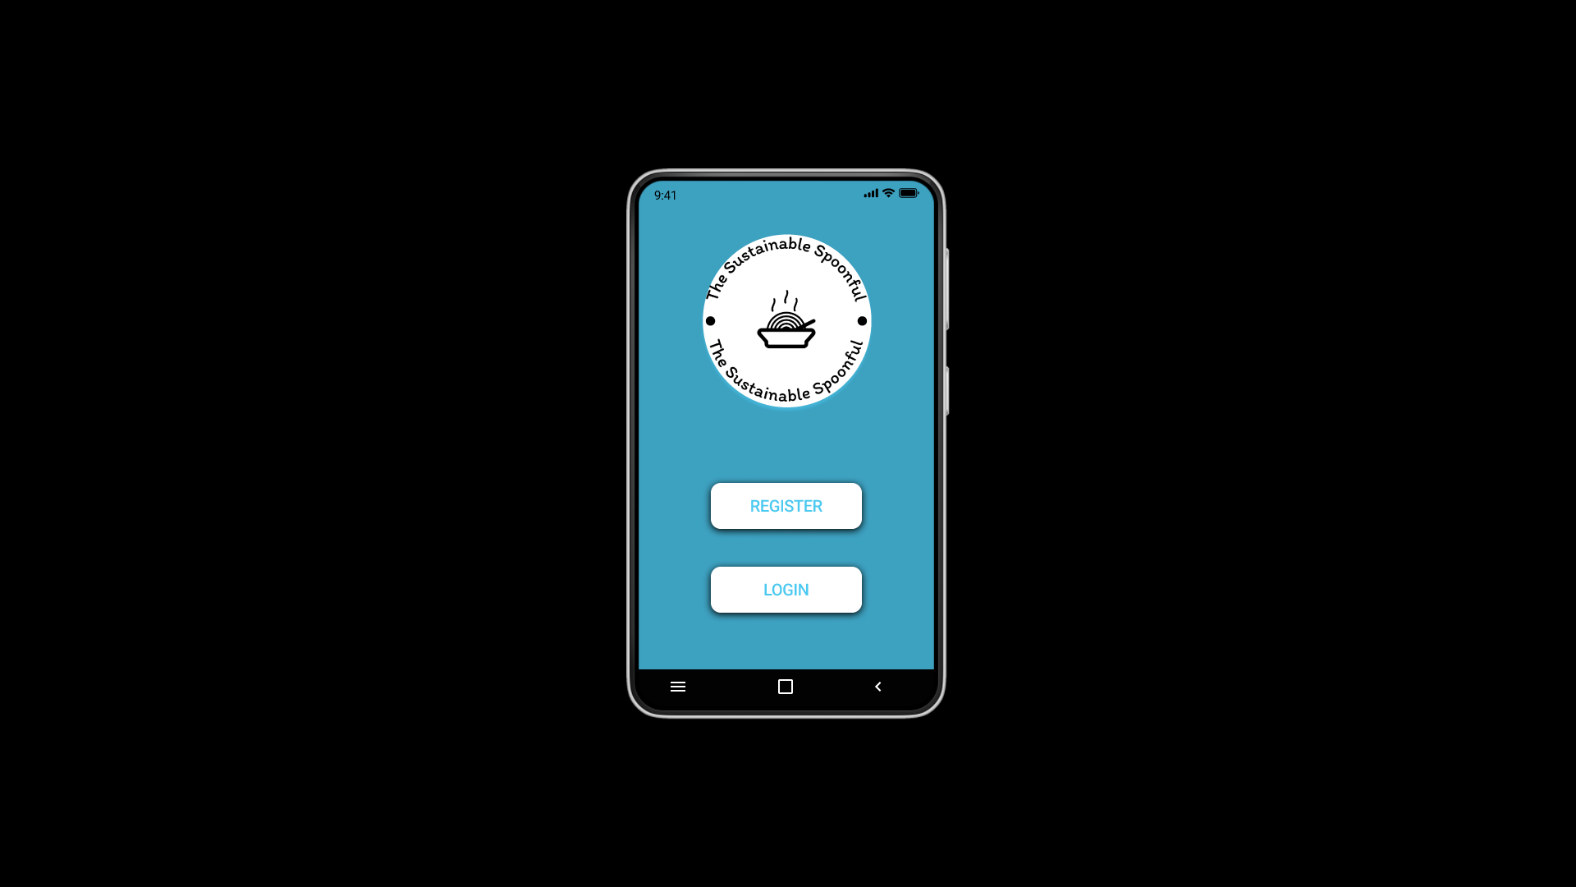 9:41
The Sustainable Spoonful
The Sustainable Spoonful
REGISTER
LOGIN